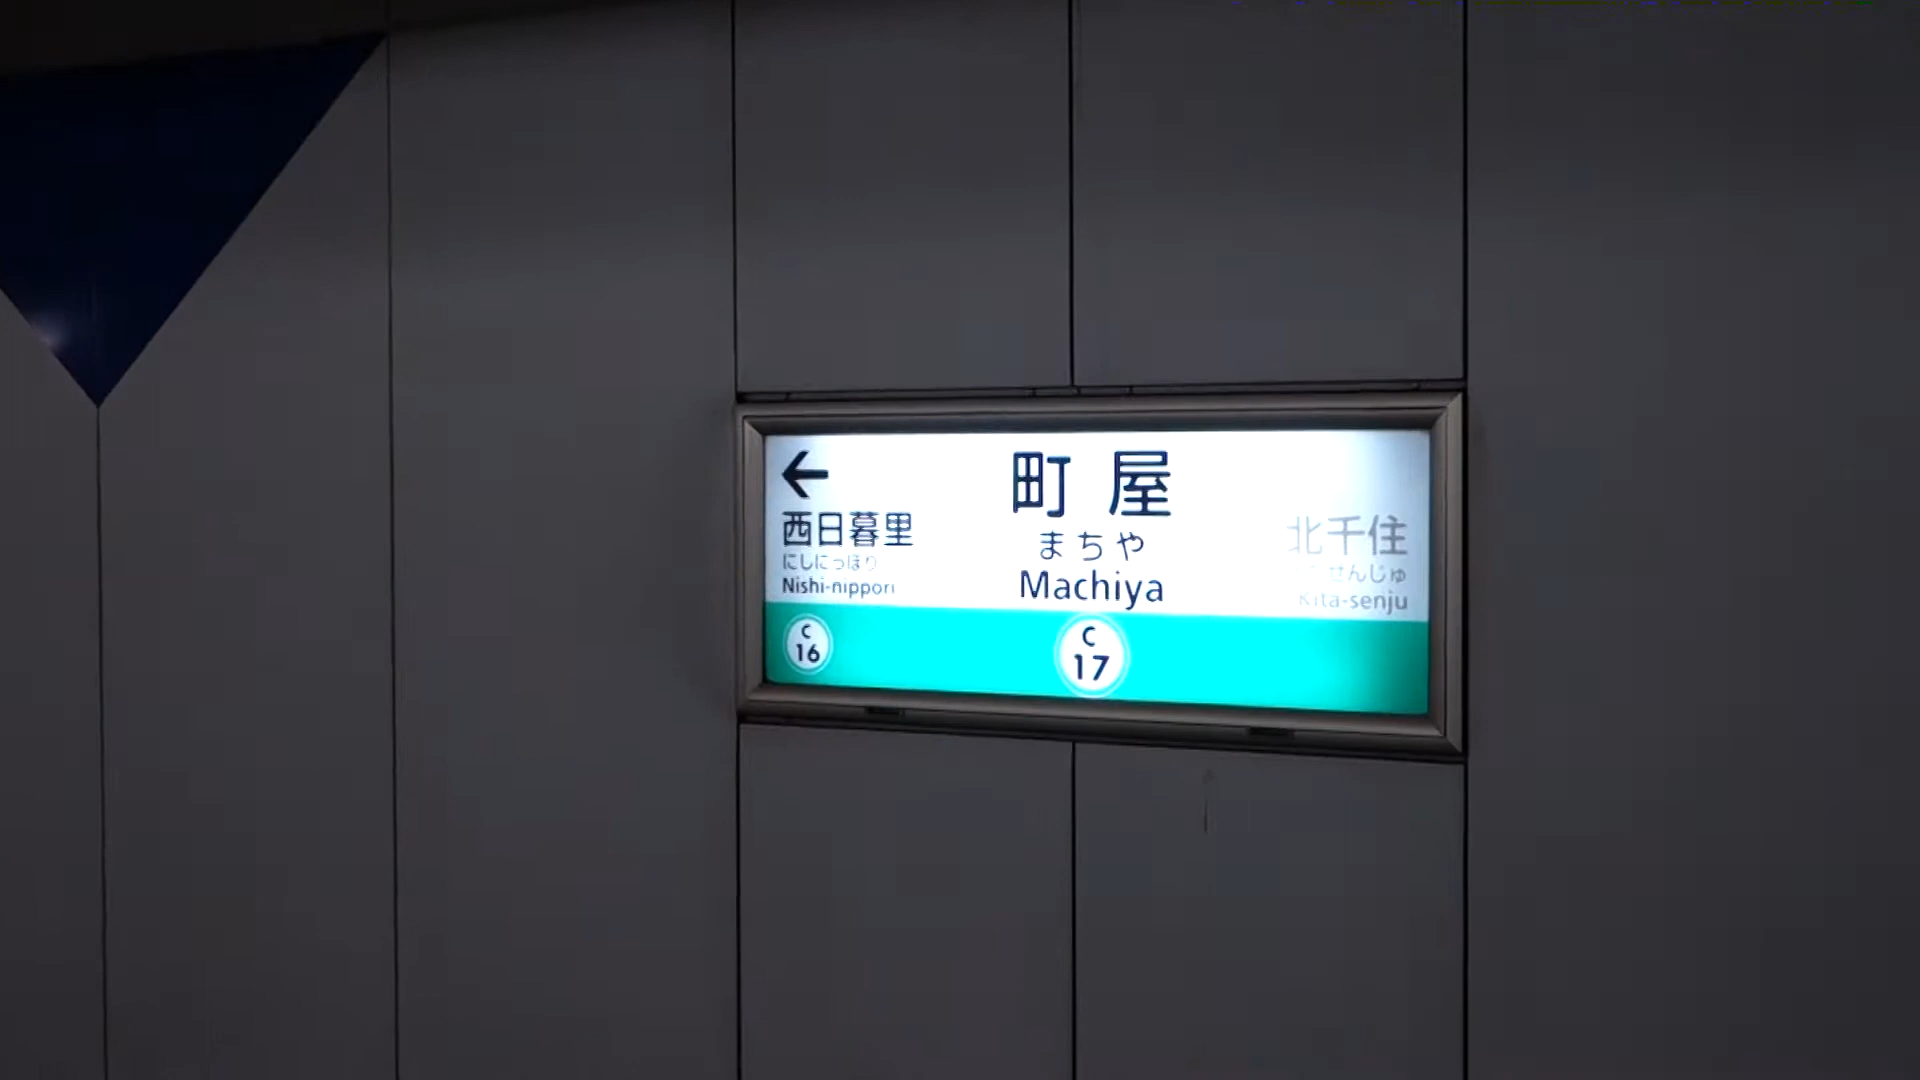 ←
町屋
西日暮里
北千住
まちや
にしにっぽり
せんじゅ
Machiya
Nishi-nippori
Kita-senju
C
16
C
17